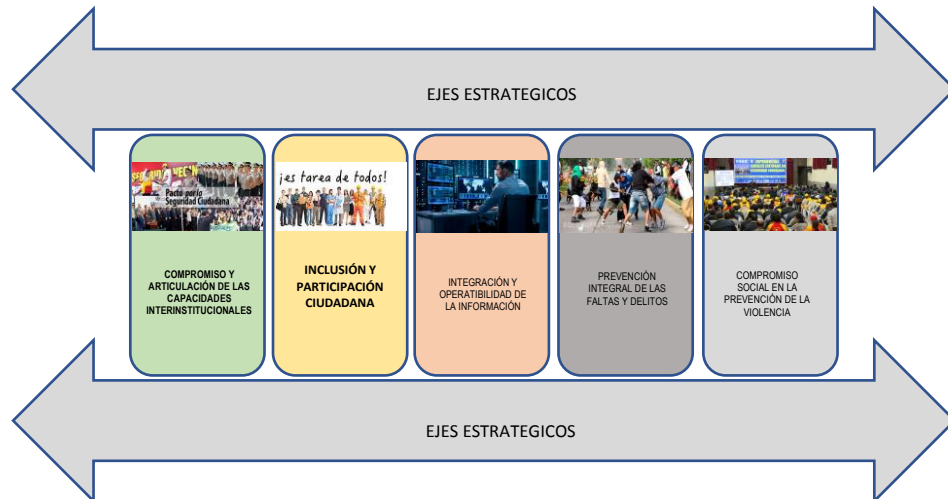 EJES ESTRATEGICOS
Pacto por la
Seguridad Ciudadana
¡es tarea de todos!
COMPROMISO Y
ARTICULACIÓN DE LAS
CAPACIDADES
INTERINSTITUCIONALES
INCLUSIÓN Y
PARTICIPACIÓN
CIUDADANA
INTEGRACIÓN Y
OPERATIBILIDAD DE
LA INFORMACIÓN
PREVENCIÓN
INTEGRAL DE LAS
FALTAS Y DELITOS
COMPROMISO
SOCIAL EN LA
PREVENCIÓN DE LA
VIOLENCIA
EJES ESTRATEGICOS